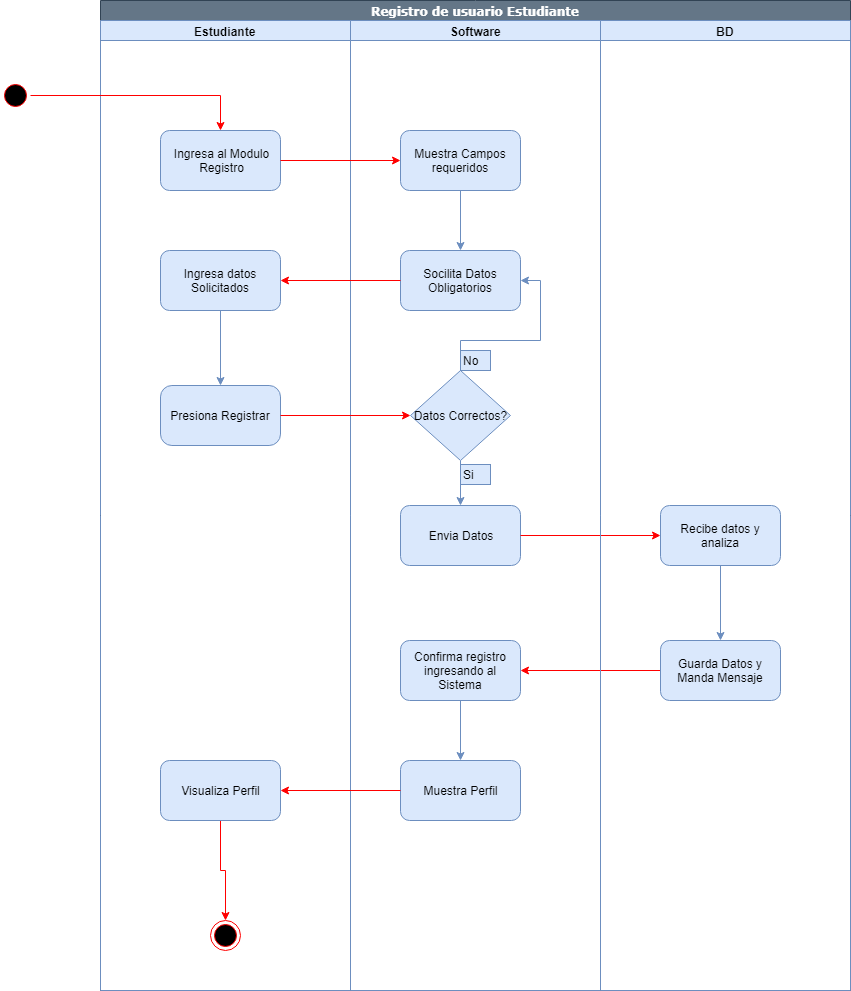 Registro de usuario Estudiante
Estudiante
Software
BD
Ingresa al Modulo
Registro
Muestra Campos
requeridos
Ingresa datos
Solicitados
Socilita Datos
Obligatorios
No
Presiona Registrar
Datos Correctos?
Si
Envia Datos
Recibe datos y
analiza
Confirma registro
ingresando al
Sistema
Guarda Datos y
Manda Mensaje
Visualiza Perfil
Muestra Perfil